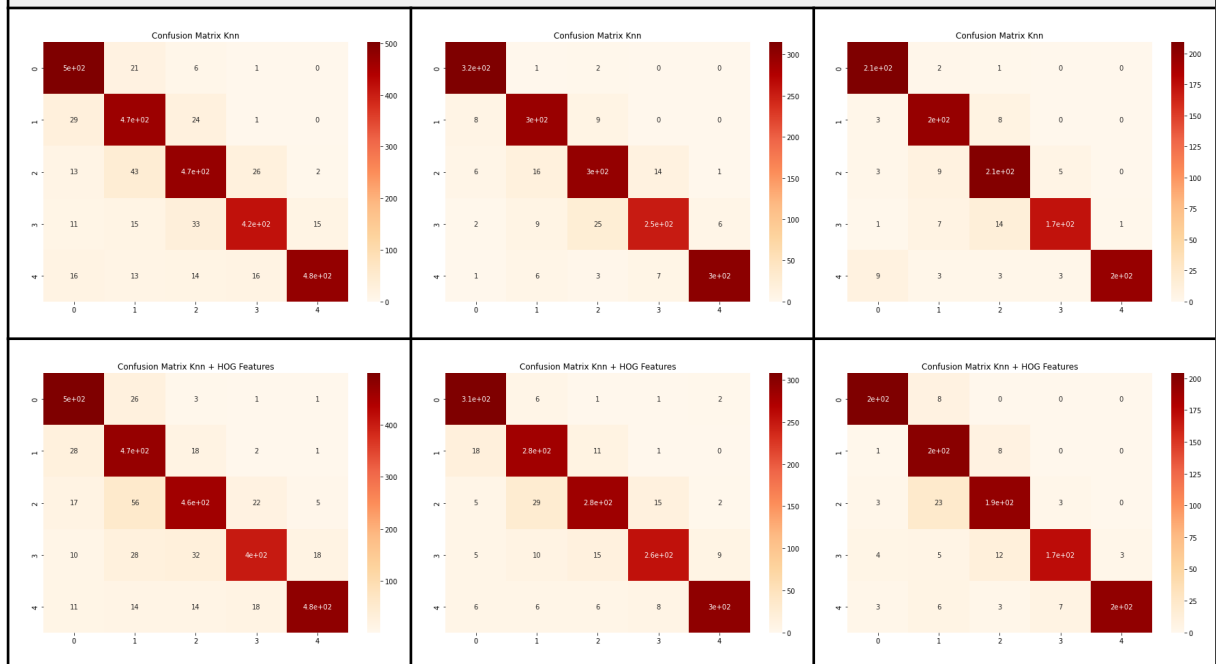 Confusion Matrix Knn
0 5e+02 21 6 1 0
1 29 4.7e+02 24 1 0
2 13 43 4.7e+02 26 2
3 11 15 33 4.2e+02 15
4 16 13 14 16 4.8e+02
0 1 2 3 4
500
400
300
200
100
0
Confusion Matrix Knn
0 3.2e+02 1 2 0 0
1 8 3e+02 9 0 0
2 6 16 3e+02 14 1
3 2 9 25 2.5e+02 6
4 1 6 3 7 3e+02
0 1 2 3 4
300
250
200
150
100
50
0
Confusion Matrix Knn
0 2.1e+02 2 1 0 0
1 3 2e+02 8 0 0
2 3 9 2.1e+02 5 0
3 1 7 14 1.7e+02 1
4 9 3 3 3 2e+02
0 1 2 3 4
200
175
150
125
100
75
50
25
0
Confusion Matrix Knn + HOG Features
0 5e+02 26 3 1 1
1 28 4.7e+02 18 2 1
2 17 56 4.6e+02 22 5
3 10 28 32 4e+02 18
4 11 14 14 18 4.8e+02
0 1 2 3 4
400
300
200
100
Confusion Matrix Knn + HOG Features
0 3.1e+02 6 1 1 2
1 18 2.8e+02 11 1 0
2 5 29 2.8e+02 15 2
3 5 10 15 2.6e+02 9
4 6 6 6 8 3e+02
0 1 2 3 4
300
250
200
150
100
50
0
Confusion Matrix Knn + HOG Features
0 2e+02 8 0 0 0
1 1 2e+02 8 0 0
2 3 23 1.9e+02 3 0
3 4 5 12 1.7e+02 3
4 3 6 3 7 2e+02
0 1 2 3 4
200
175
150
125
100
75
50
25
0